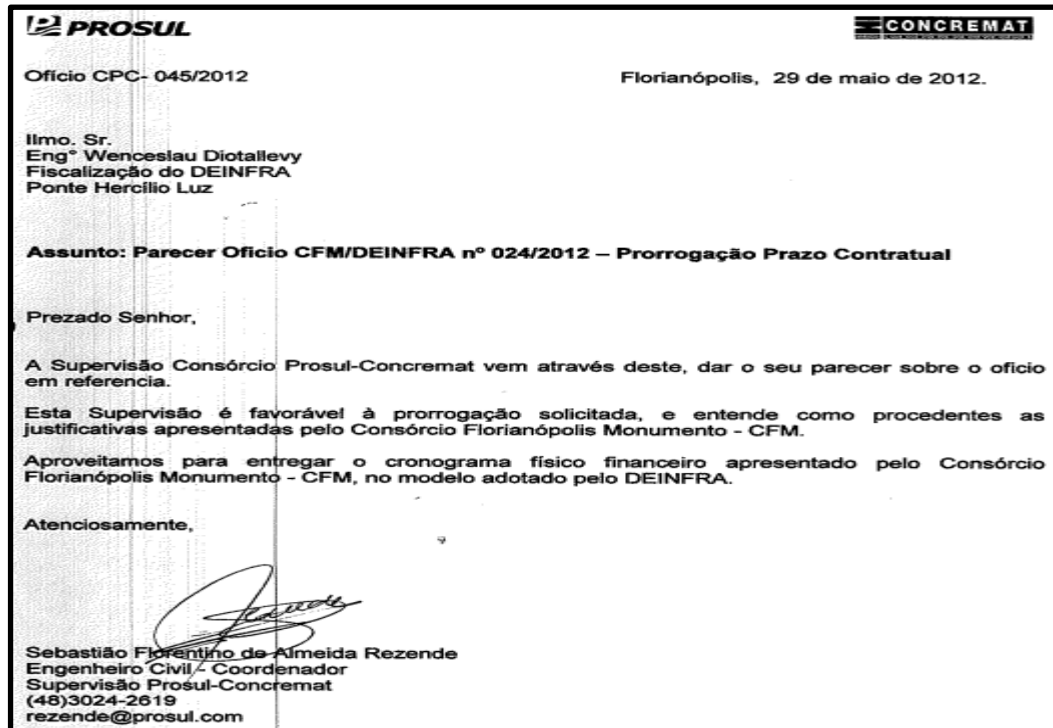 PROSUL
CONCREMAT
Ofício CPC- 045/2012
Florianópolis, 29 de maio de 2012.
Ilmo. Sr.
Engº Wenceslau Diotallevy
Fiscalização do DEINFRA
Ponte Hercílio Luz
Assunto: Parecer Oficio CFM/DEINFRA nº 024/2012 – Prorrogação Prazo Contratual
Prezado Senhor,
A Supervisão Consórcio Prosul-Concremat vem através deste, dar o seu parecer sobre o oficio
em referencia.
Esta Supervisão é favorável à prorrogação solicitada, e entende como procedentes as
justificativas apresentadas pelo Consórcio Florianópolis Monumento - CFM.
Aproveitamos para entregar o cronograma físico financeiro apresentado pelo Consórcio
Florianópolis Monumento - CFM, no modelo adotado pelo DEINFRA.
Atenciosamente,
Sebastião Florentino de Almeida Rezende
Engenheiro Civil - Coordenador
Supervisão Prosul-Concremat
(48)3024-2619
rezende@prosul.com